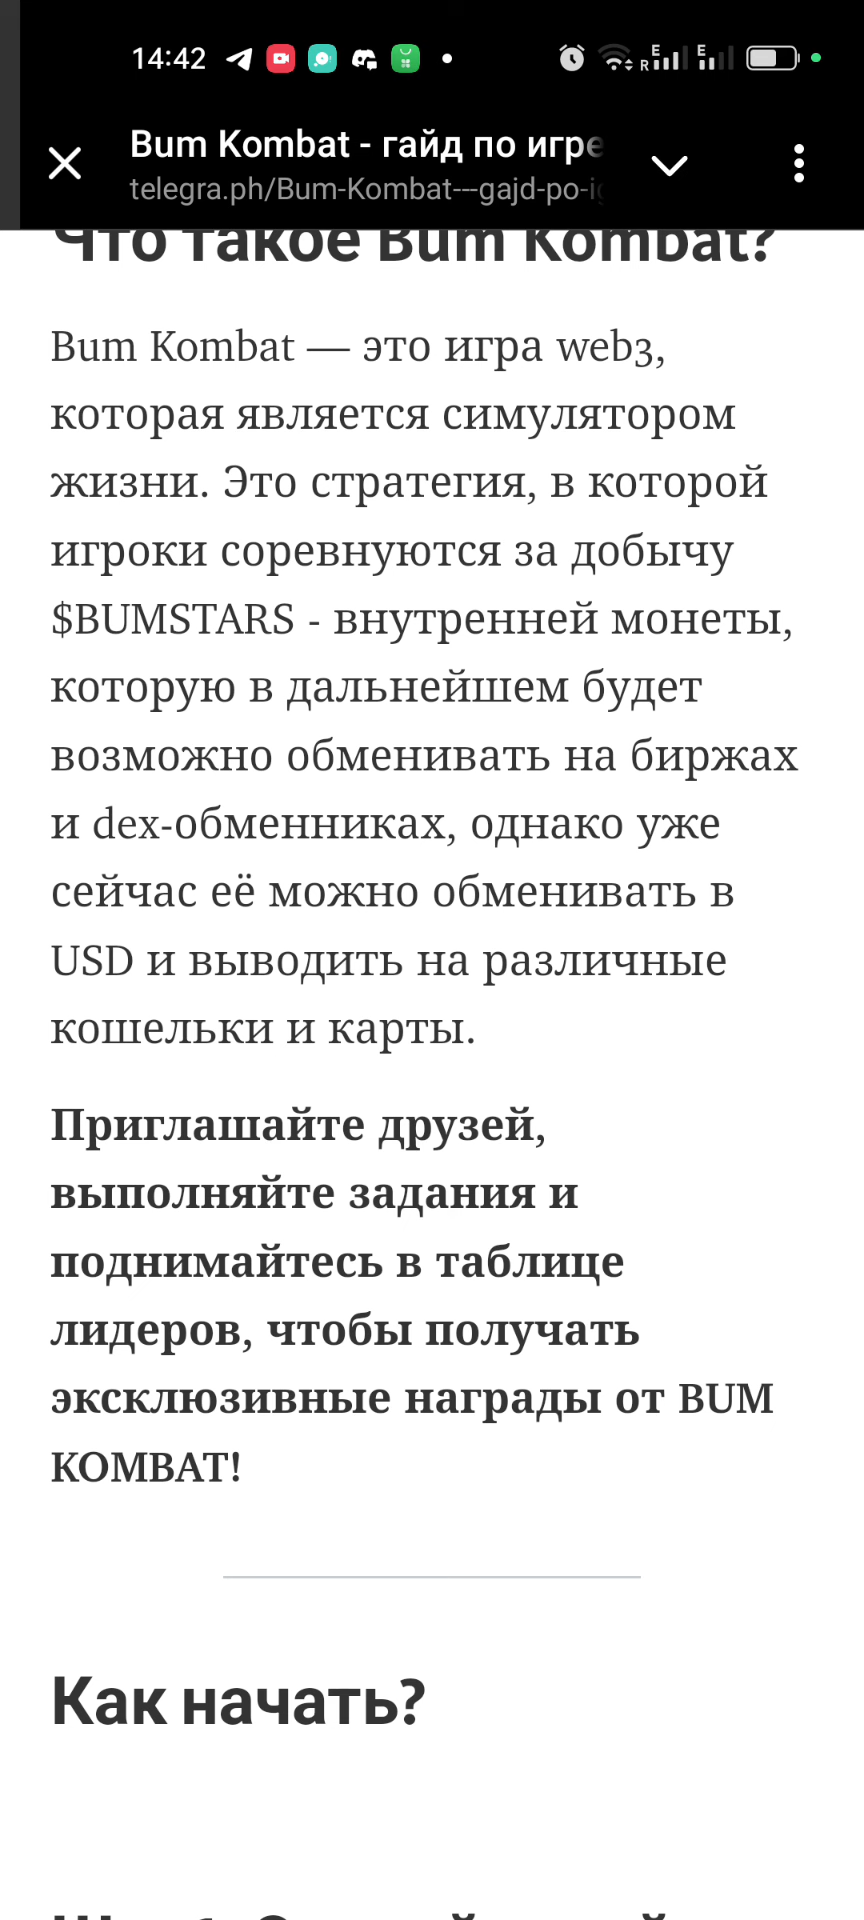 14:42
E
R
E
Bum Kombat - гайд по игре
telegra.ph/Bum-Kombat---gajd-po-ig
Что такое Bum Kombat?
Bum Kombat — это игра web3,
которая является симулятором
жизни. Это стратегия, в которой
игроки соревнуются за добычу
$BUMSTARS - внутренней монеты,
которую в дальнейшем будет
возможно обменивать на биржах
и dex-обменниках, однако уже
сейчас её можно обменивать в
USD и выводить на различные
кошельки и карты.
Приглашайте друзей,
выполняйте задания и
поднимайтесь в таблице
лидеров, чтобы получать
эксклюзивные награды от BUM
KOMBAT!
Как начать?